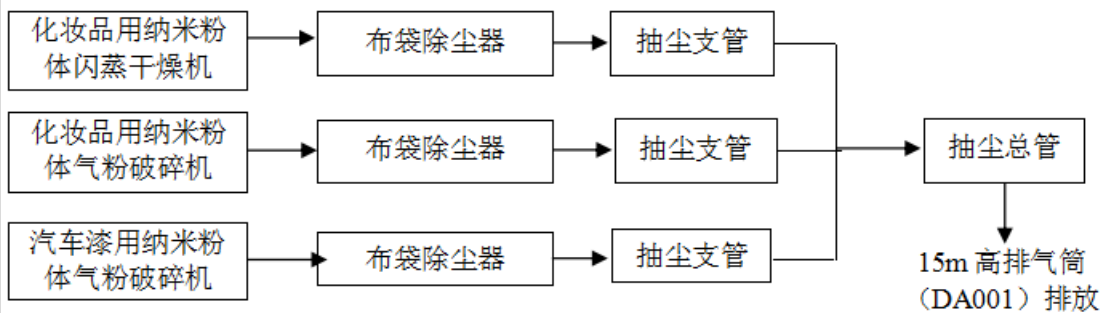 化妆品用纳米粉
体闪蒸干燥机
布袋除尘器
抽尘支管
化妆品用纳米粉
体气粉破碎机
布袋除尘器
抽尘支管
抽尘总管
汽车漆用纳米粉
体气粉破碎机
布袋除尘器
抽尘支管
15m 高排气筒
（DA001）排放